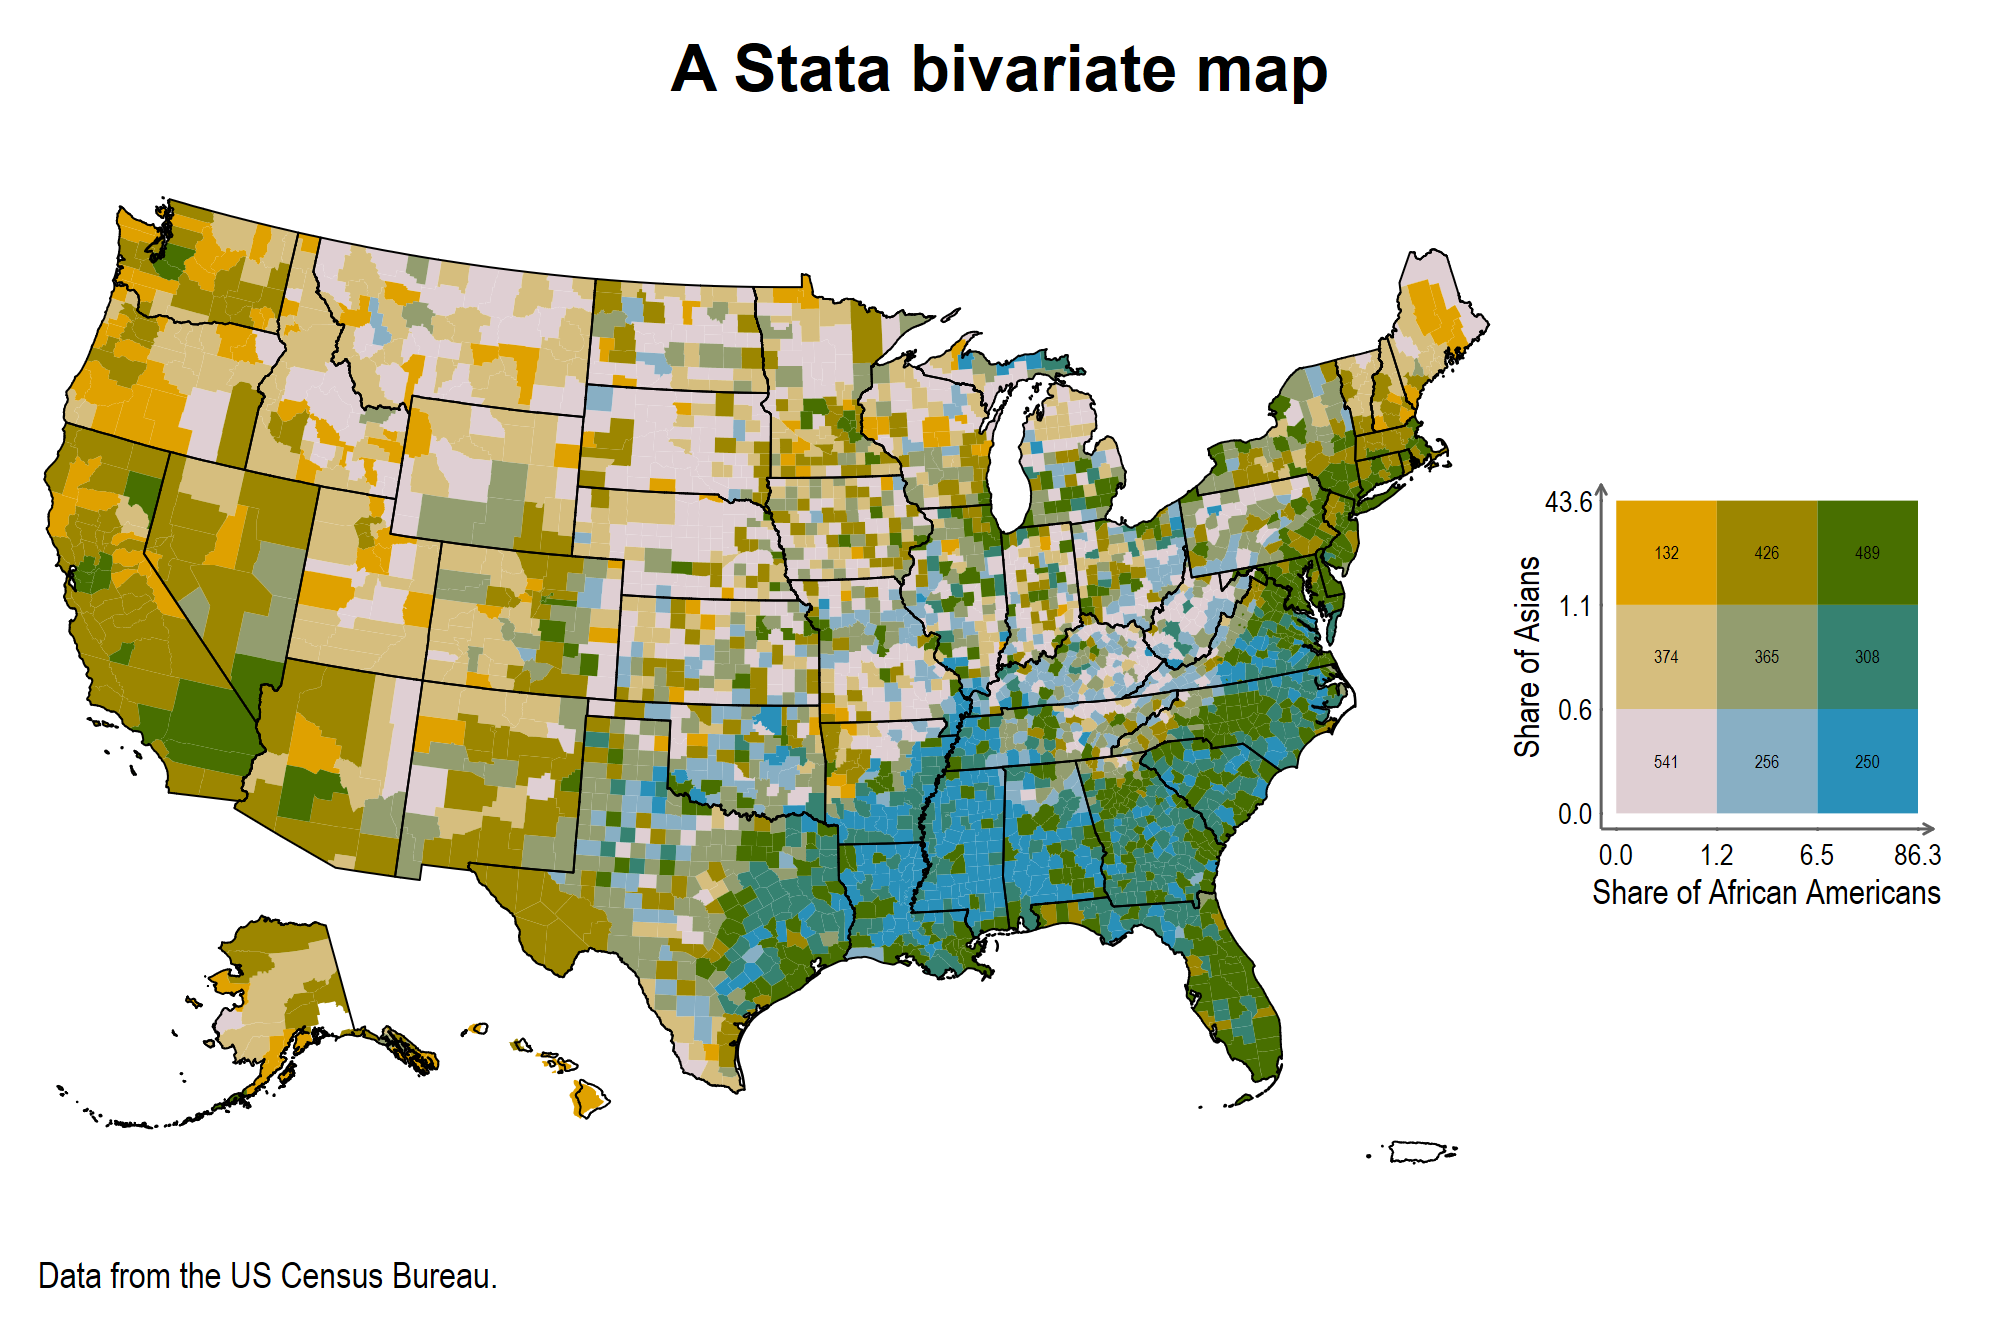 A Stata bivariate map
43.6
1.1
0.6
0.0
Share of Asians
132 426 489
374 365 308
541 256 250
0.0 1.2 6.5 86.3
Share of African Americans
Data from the US Census Bureau.